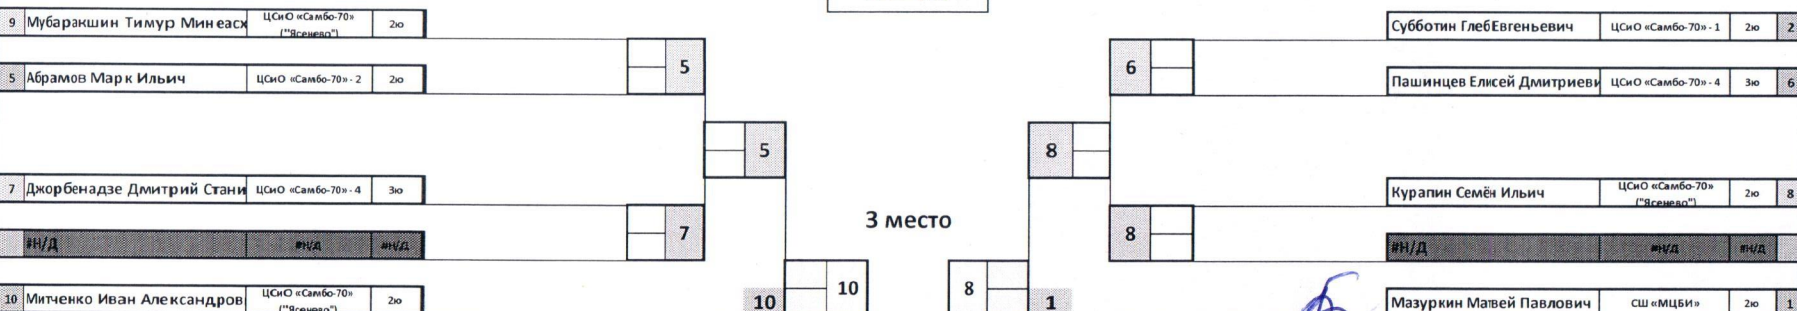 9 Мубаракшин Тимур Минеасх ЦСиО «Самбо-70» ("Ясенево") 2ю
Субботин ГлебЕвгеньевич ЦСиО «Самбо-70» - 1 2ю 2
5 6
5 Абрамов Марк Ильич ЦСиО «Самбо-70» - 2 2ю
Пашинцев Елисей Дмитриеви ЦСиО «Самбо-70» - 4 3ю 6
5 8
7 Джорбенадзе Дмитрий Стани ЦСиО «Самбо-70» - 4 3ю
Курапин Семён Ильич ЦСиО «Самбо-70» ("Ясенево") 2ю 8
3 место
7 8
#Н/Д #Н/Д #Н/Д
#Н/Д #Н/Д #Н/Д
10 8
10 Митченко Иван Александров ЦСиО «Самбо-70» ("Ясенево") 2ю
10 1
Мазуркин Матвей Павлович СШ «МЦБИ» 2ю 1